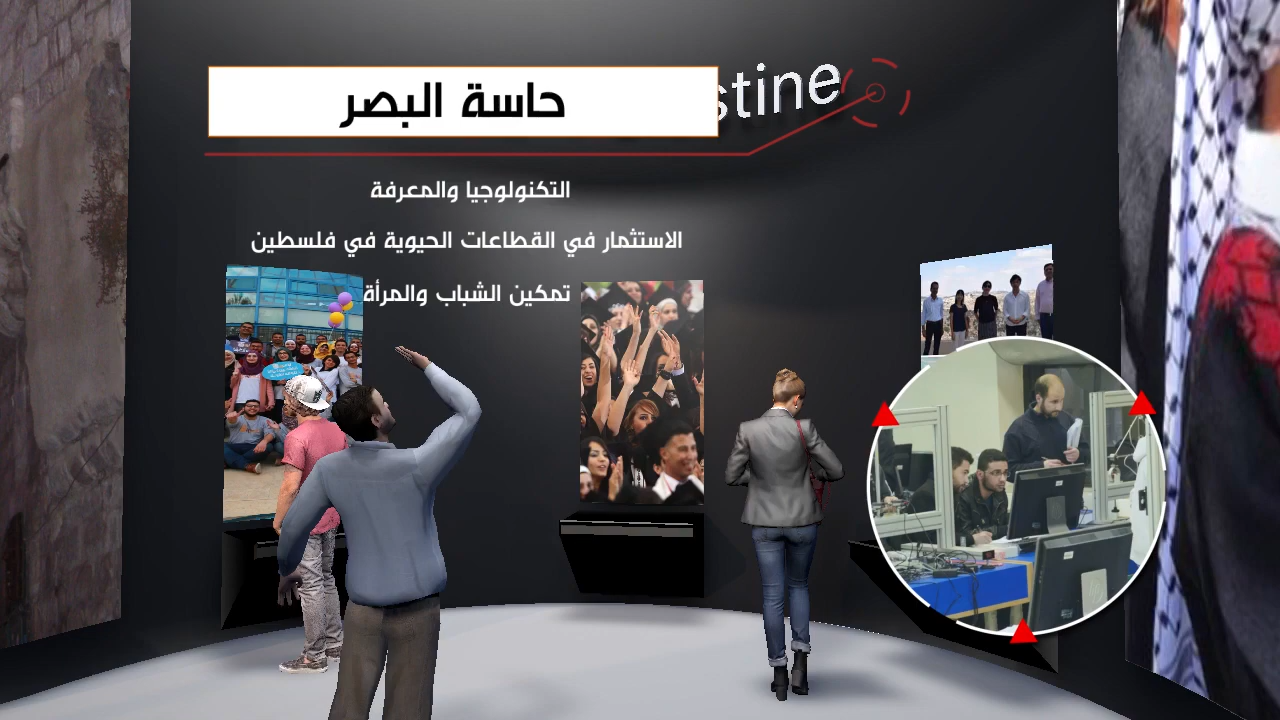 حاسة البصر
stine
التكنولوجيا والمعرفة
الاستثمار في القطاعات الحيوية في فلسطين
تمكين الشباب والمرأة